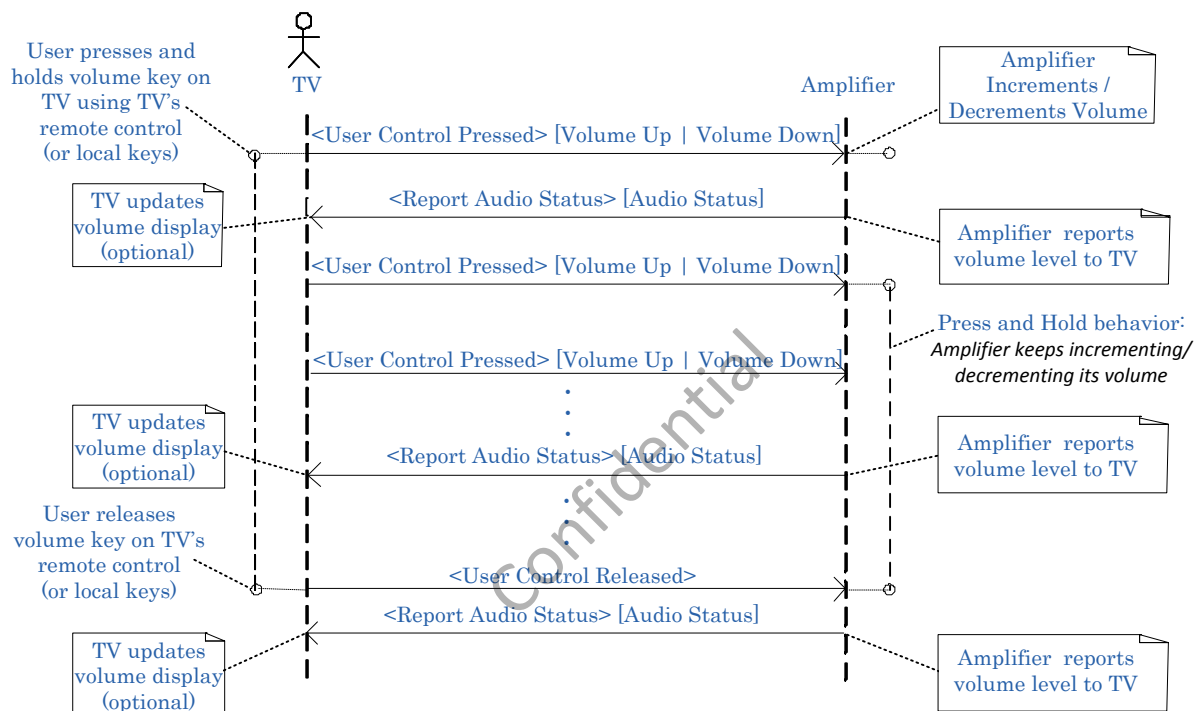 User presses and
holds volume key on
TV using TV's
remote control
(or local keys)
TV
Amplifier
Amplifier
Increments /
Decrements Volume
<User Control Pressed> [Volume Up | Volume Down]
<Report Audio Status> [Audio Status]
TV updates
volume display
(optional)
Amplifier reports
volume level to TV
<User Control Pressed> [Volume Up | Volume Down]
Press and Hold behavior:
Amplifier keeps incrementing/
decrementing its volume
<User Control Pressed> [Volume Up | Volume Down]
TV updates
volume display
(optional)
<Report Audio Status> [Audio Status]
Amplifier reports
volume level to TV
Confidential
User releases
volume key on TV's
remote control
(or local keys)
<User Control Released>
<Report Audio Status> [Audio Status]
TV updates
volume display
(optional)
Amplifier reports
volume level to TV